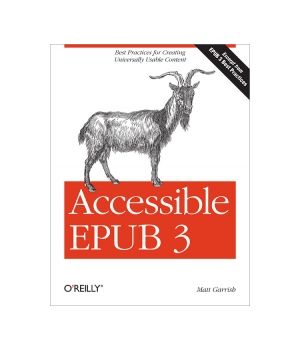 Best Practices for Creating
Universally Usable Content
Excerpt from
EPUB 3 Best Practices
Accessible
EPUB 3
O'REILLY®
Matt Garrish